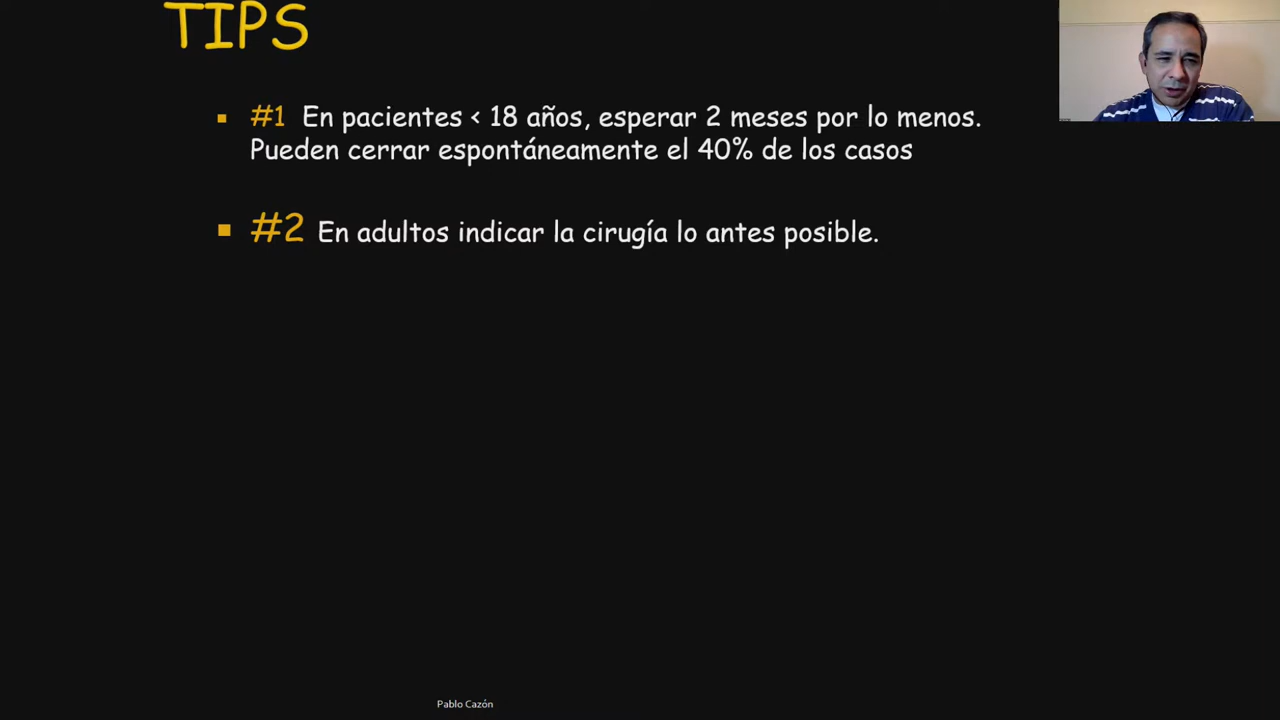 TIPS
#1 En pacientes < 18 años, esperar 2 meses por lo menos.
Pueden cerrar espontáneamente el 40% de los casos
#2 En adultos indicar la cirugía lo antes posible.
Pablo Cazón